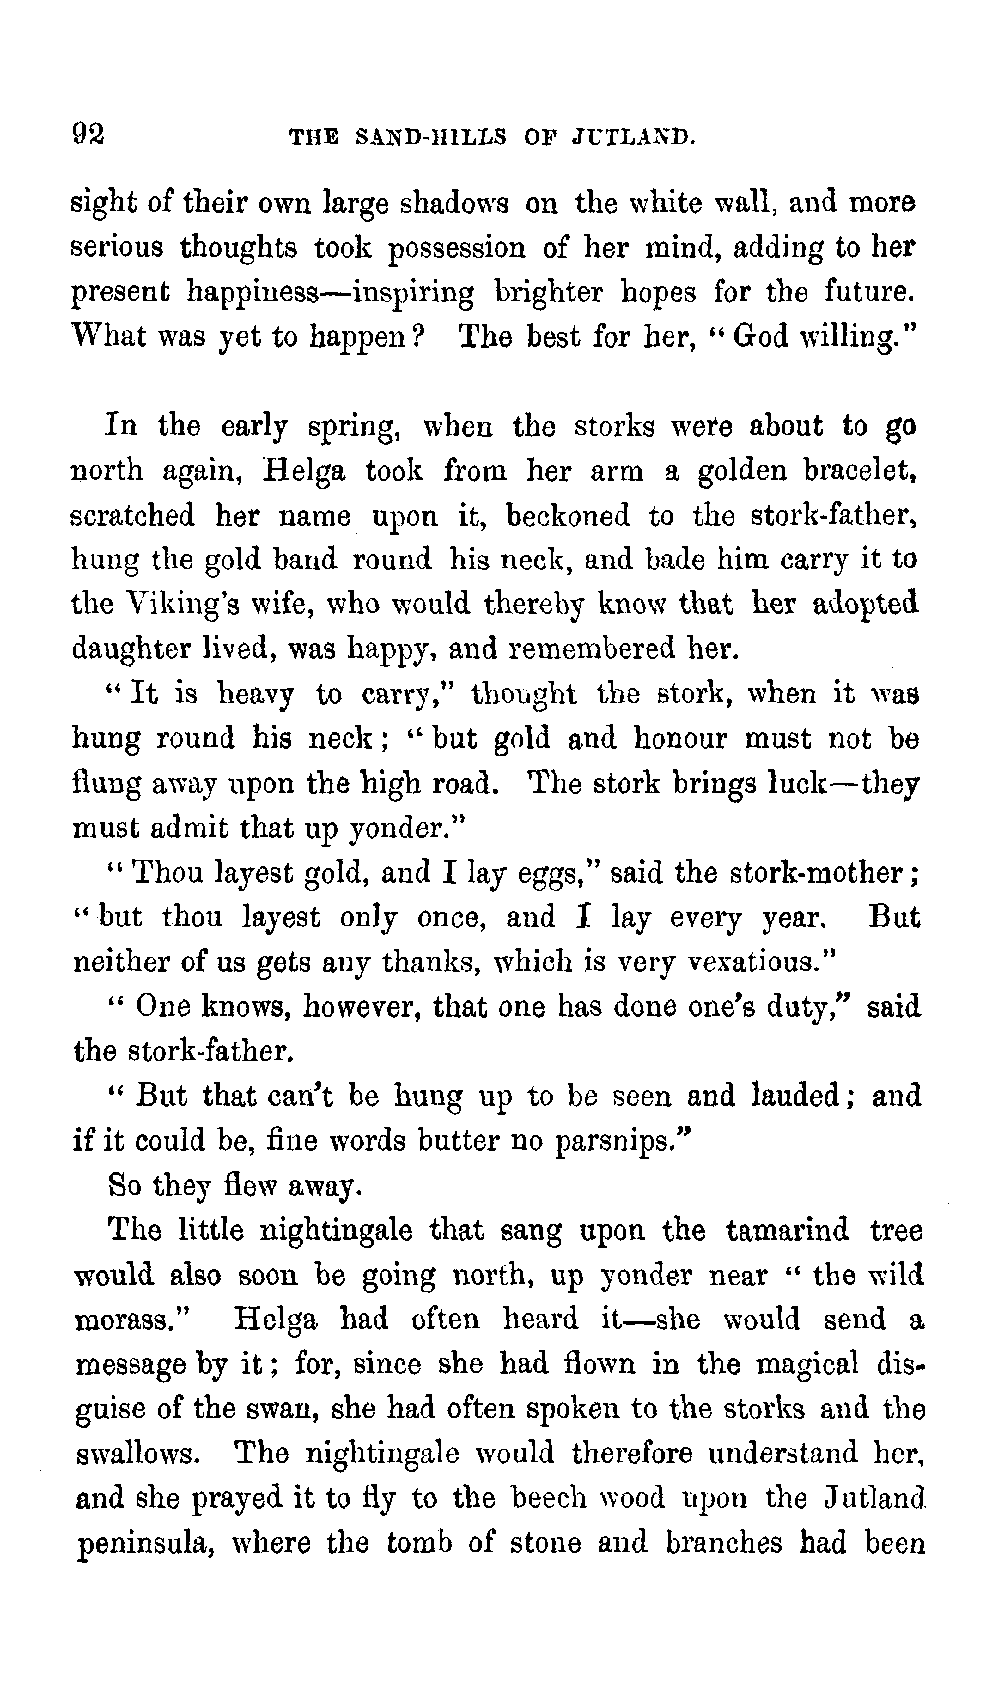 92 THE SAND-HILLS OF JUTLAND.
sight of their own large shadows on the white wall, and more
serious thoughts took possession of her mind, adding to her
present happiness—inspiring brighter hopes for the future.
What was yet to happen? The best for her, “God willing.”
In the early spring, when the storks were about to go
north again, Helga took from her arm a golden bracelet,
scratched her name upon it, beckoned to the stork-father,
hung the gold band round his neck, and bade him carry it to
the Viking's wife, who would thereby know that her adopted
daughter lived, was happy, and remembered her.
“It is heavy to carry,” thought the stork, when it was
hung round his neck; “but gold and honour must not be
flung away upon the high road. The stork brings luck—they
must admit that up yonder.”
“Thou layest gold, and I lay eggs,” said the stork-mother;
“but thou layest only once, and I lay every year. But
neither of us gets any thanks, which is very vexatious.”
“One knows, however, that one has done one's duty,” said
the stork-father.
“But that can't be hung up to be seen and lauded; and
if it could be, fine words butter no parsnips.”
So they flew away.
The little nightingale that sang upon the tamarind tree
would also soon be going north, up yonder near “the wild
morass.” Helga had often heard it—she would send a
message by it; for, since she had flown in the magical dis-
guise of the swan, she had often spoken to the storks and the
swallows. The nightingale would therefore understand her,
and she prayed it to fly to the beech wood upon the Jutland
peninsula, where the tomb of stone and branches had been